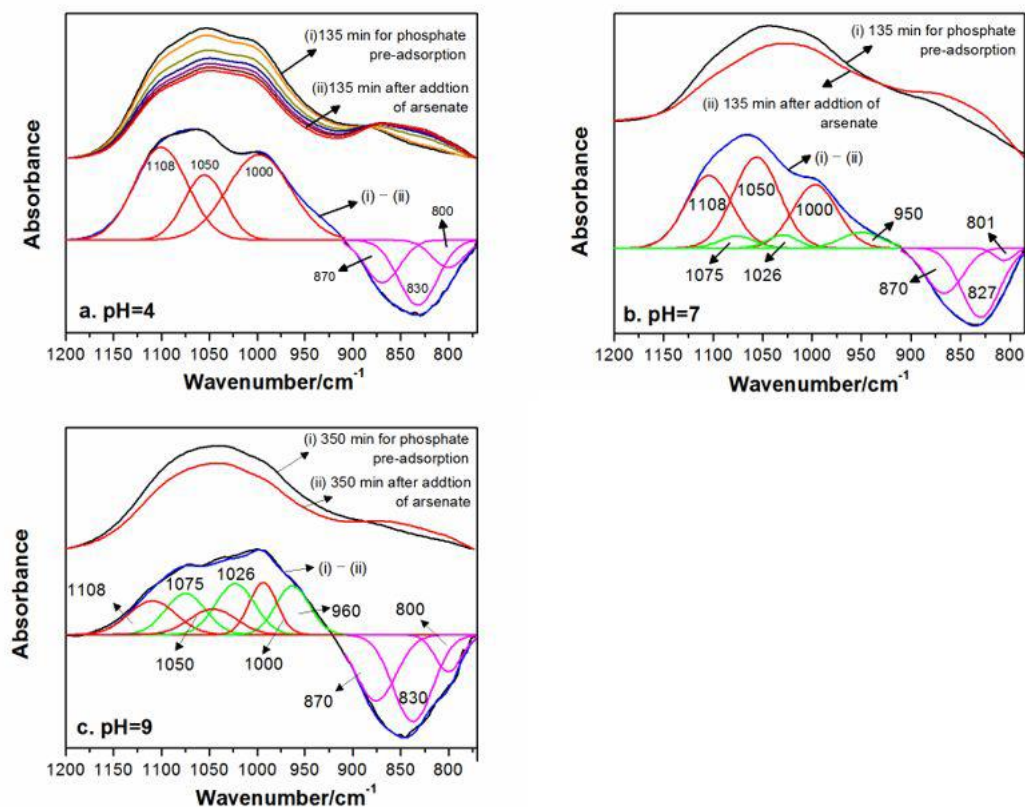 (i)135 min for phosphate
pre-adsorption
(ii)135 min after addtion
of arsenate
1108
1050
1000
(i) – (ii)
800
870
830
a. pH=4
Absorbance
1200 1150 1100 1050 1000 950 900 850 800
Wavenumber/cm-1
(i) 135 min for phosphate
pre-adsorption
(ii) 135 min after addtion of
arsenate
(i) – (ii)
1108
1050
1000
950
801
1075
1026
870
827
b. pH=7
Absorbance
1200 1150 1100 1050 1000 950 900 850 800
Wavenumber/cm-1
(i) 350 min for phosphate
pre-adsorption
(ii) 350 min after addtion
of arsenate
(i) – (ii)
1108
1075
1026
960
800
1050
1000
870
830
c. pH=9
Absorbance
1200 1150 1100 1050 1000 950 900 850 800
Wavenumber/cm-1